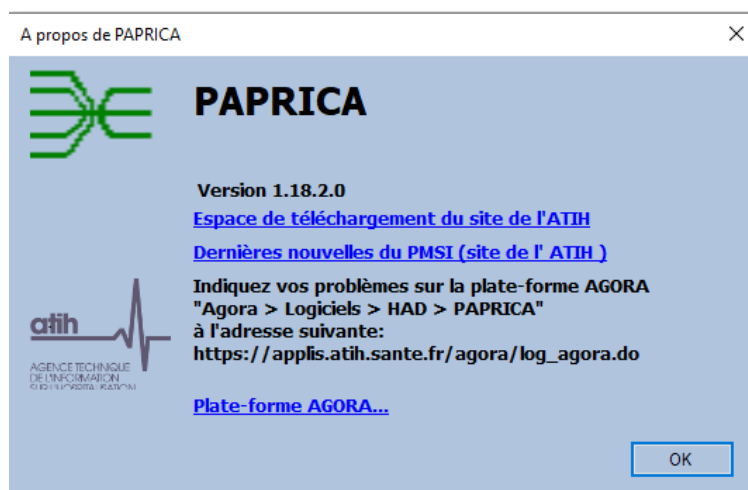 A propos de PAPRICA
PAPRICA
Version 1.18.2.0
Espace de téléchargement du site de l'ATIH
Dernières nouvelles du PMSI (site de l' ATIH )
Indiquez vos problèmes sur la plate-forme AGORA
"Agora > Logiciels > HAD > PAPRICA"
à l'adresse suivante:
https://applis.atih.sante.fr/agora/log_agora.do
atih
AGENCE TECHNIQUE
DE L'INFORMATION
SUR L'HOSPITALISATION
Plate-forme AGORA...
OK